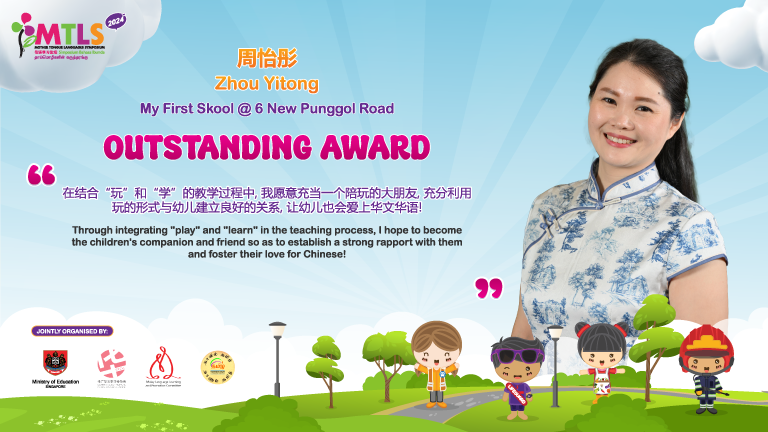 MTLS 2024
MOTHER TONGUE LANGUAGES SYMPOSIUM
周怡彤
Zhou Yitong
My First Skool @ 6 New Punggol Road
OUTSTANDING AWARD
“
在结合“玩”和“学”的教学过程中, 我愿意充当一个陪玩的大朋友, 充分利用
玩的形式与幼儿建立良好的关系, 让幼儿也会爱上华文华语!
Through integrating "play" and "learn" in the teaching process, I hope to become
the children's companion and friend so as to establish a strong rapport with them
and foster their love for Chinese!
”
JOINTLY ORGANISED BY:
Ministry of Education
SINGAPORE